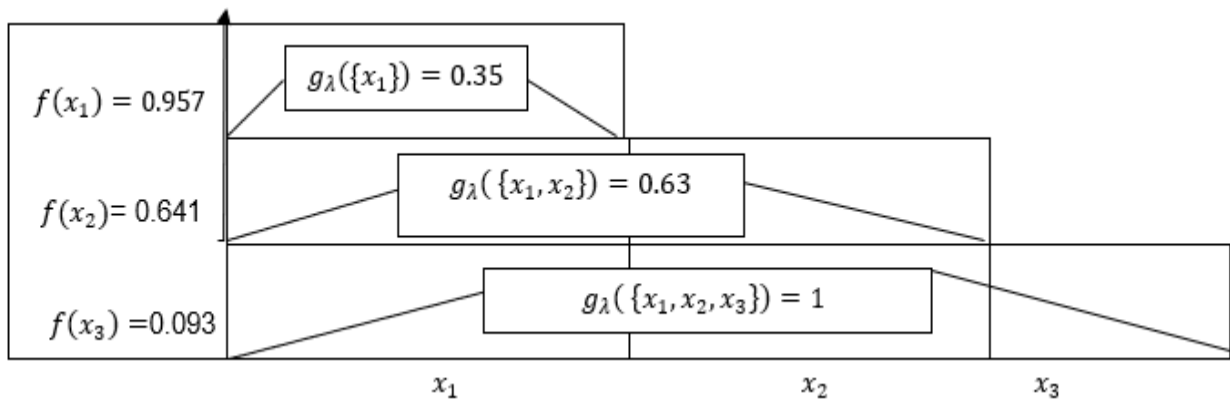 g_λ({x₁}) = 0.35
f(x₁) = 0.957
g_λ( {x₁, x₂}) = 0.63
f(x₂)= 0.641
g_λ( {x₁, x₂, x₃}) = 1
f(x₃) =0.093
x₁ x₂ x₃